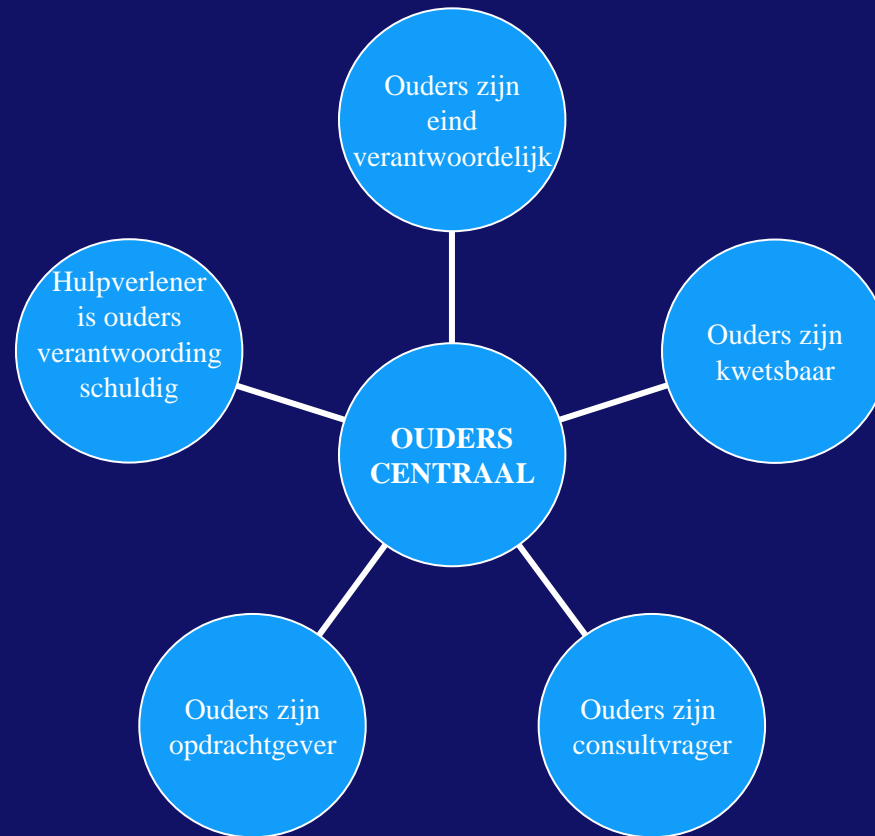 Ouders zijn
eind
verantwoordelijk
Hulpverlener
is ouders
verantwoording
schuldig
Ouders zijn
kwetsbaar
OUDERS
CENTRAAL
Ouders zijn
opdrachtgever
Ouders zijn
consultvrager